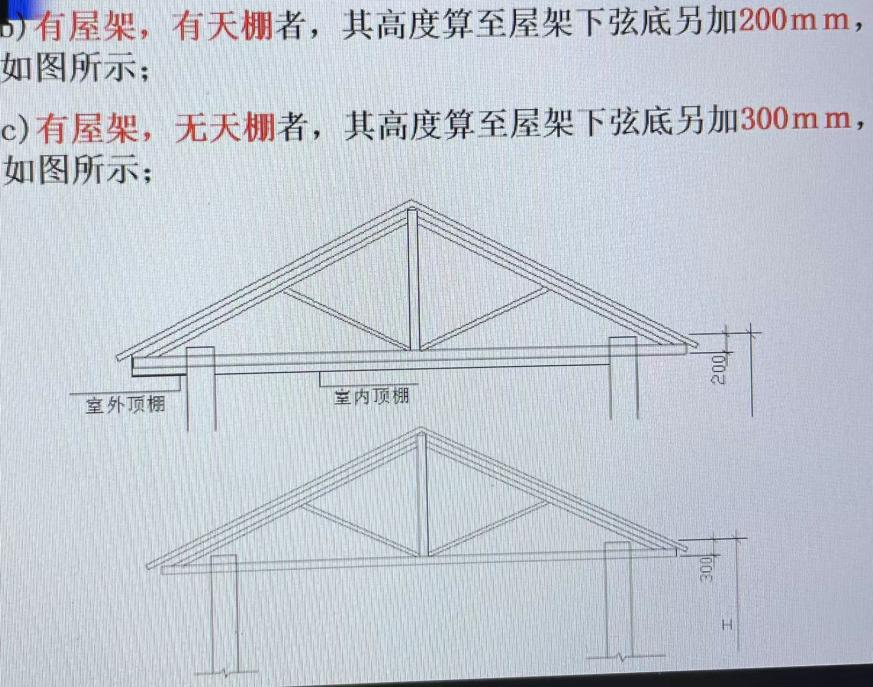 b)有屋架，有天棚者，其高度算至屋架下弦底另加200mm，
如图所示；
c)有屋架，无天棚者，其高度算至屋架下弦底另加300mm，
如图所示；
200
室外顶棚
室内顶棚
300
H